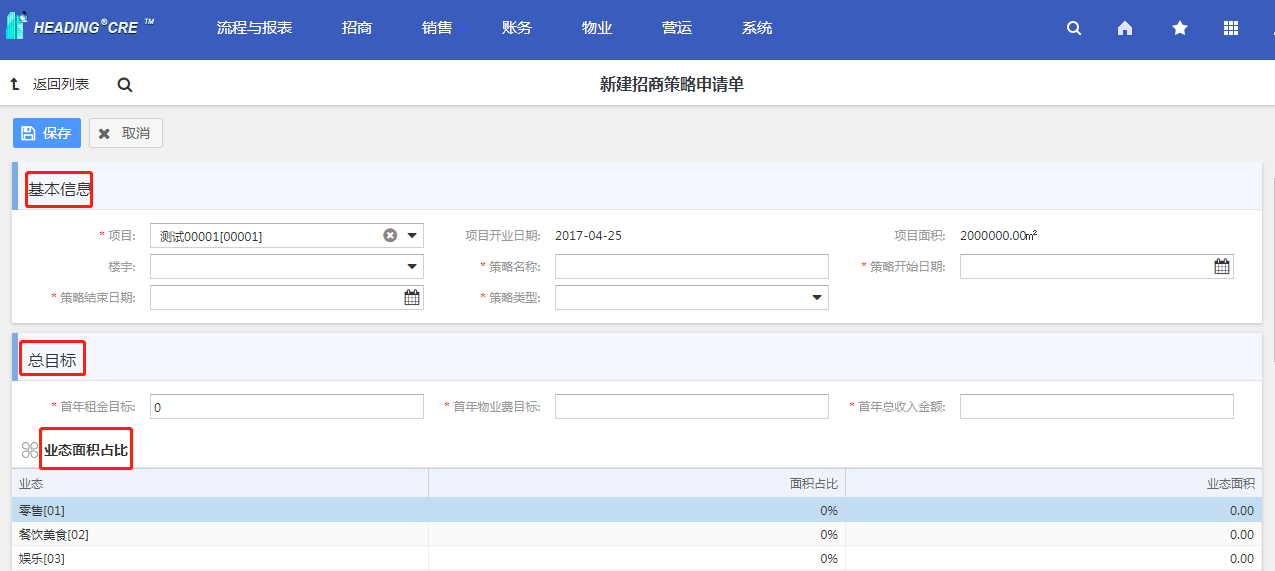 HEADING®CRE ™ 流程与报表 招商 销售 账务 物业 营运 系统
返回列表 新建招商策略申请单
保存 取消
基本信息
* 项目: 测试00001[00001] 项目开业日期: 2017-04-25 项目面积: 2000000.00㎡
楼宇: * 策略名称: * 策略开始日期:
* 策略结束日期: * 策略类型:
总目标
* 首年租金目标: 0 * 首年物业费目标: * 首年总收入金额:
业态面积占比
业态 面积占比 业态面积
零售[01] 0% 0.00
餐饮美食[02] 0% 0.00
娱乐[03] 0% 0.00